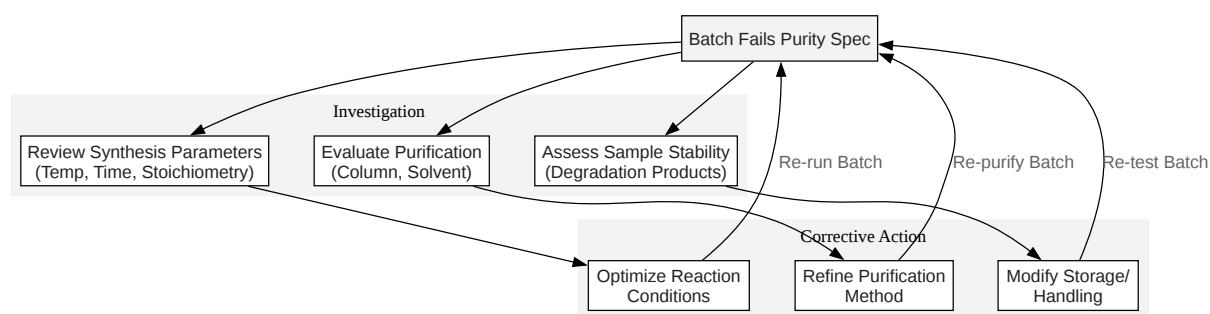 Batch Fails Purity Spec
Investigation
Review Synthesis Parameters
(Temp, Time, Stoichiometry)
Evaluate Purification
(Column, Solvent)
Assess Sample Stability
(Degradation Products)
Re-run Batch
Re-purify Batch
Re-test Batch
Corrective Action
Optimize Reaction
Conditions
Refine Purification
Method
Modify Storage/
Handling